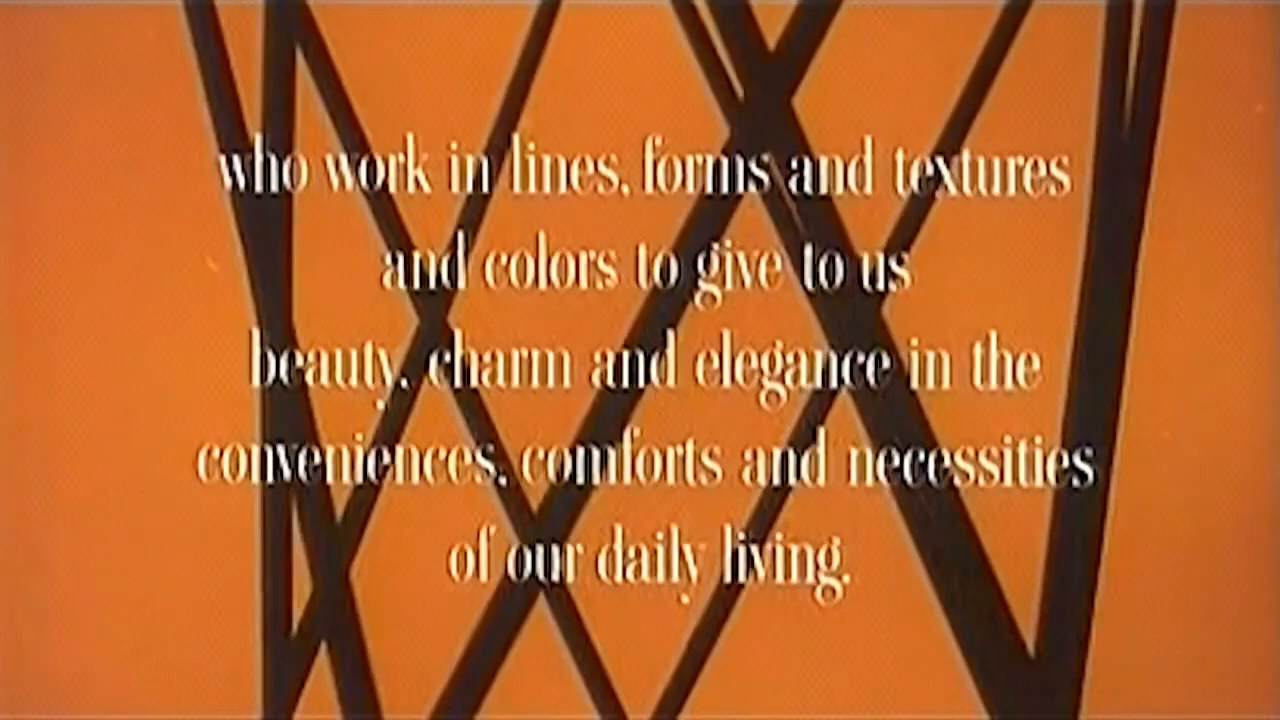 who work in lines, forms and textures
and colors to give to us
beauty, charm and elegance in the
conveniences, comforts and necessities
of our daily living.